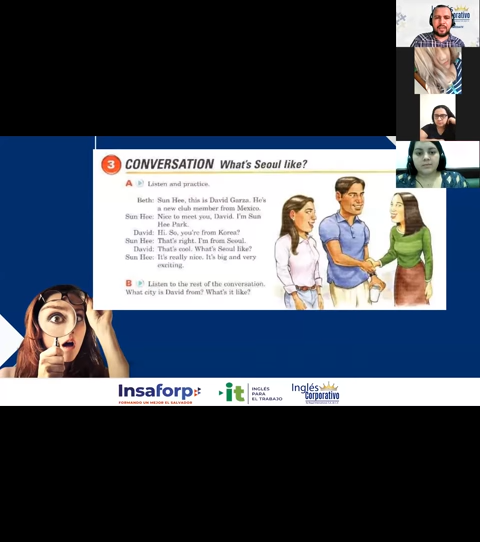 Inglés
Corporativo
3 CONVERSATION What's Seoul like?
A Listen and practice.
Beth: Sun Hee, this is David Garza. He's
a new club member from Mexico.
Sun Hee: Nice to meet you, David. I'm Sun
Hee Park.
David: Hi. So, you're from Korea?
Sun Hee: That's right. I'm from Seoul.
David: That's cool. What's Seoul like?
Sun Hee: It's really nice. It's big and very
exciting.
B Listen to the rest of the conversation.
What city is David from? What's it like?
Insaforp
FORMANDO UN MEJOR EL SALVADOR
it
INGLÉS
PARA
EL TRABAJO
Inglés
Corporativo